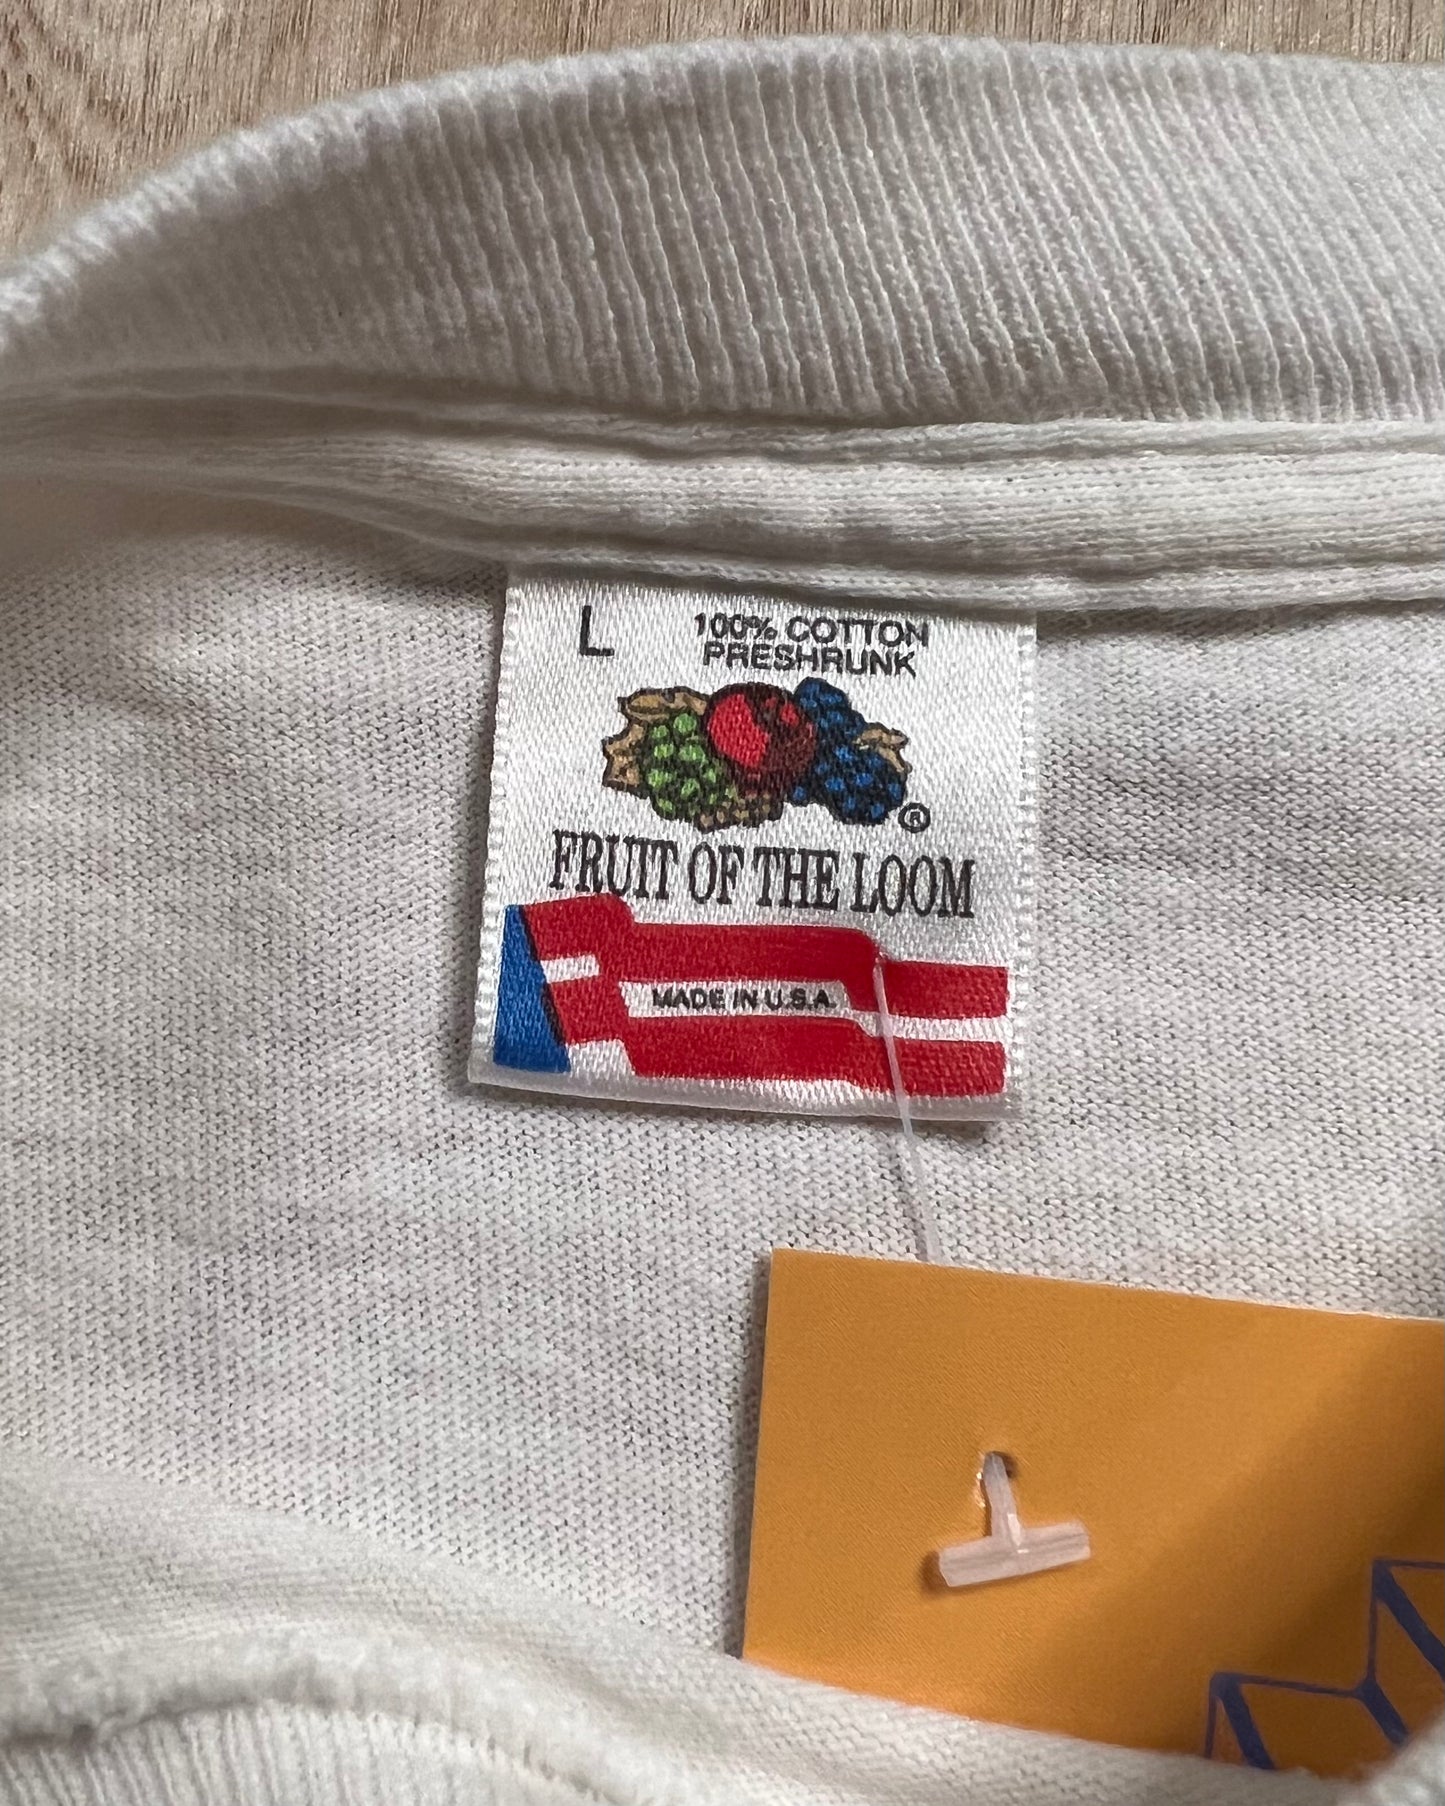 L
100% COTTON
PRESHRUNK
®
FRUIT OF THE LOOM
MADE IN U.S.A.